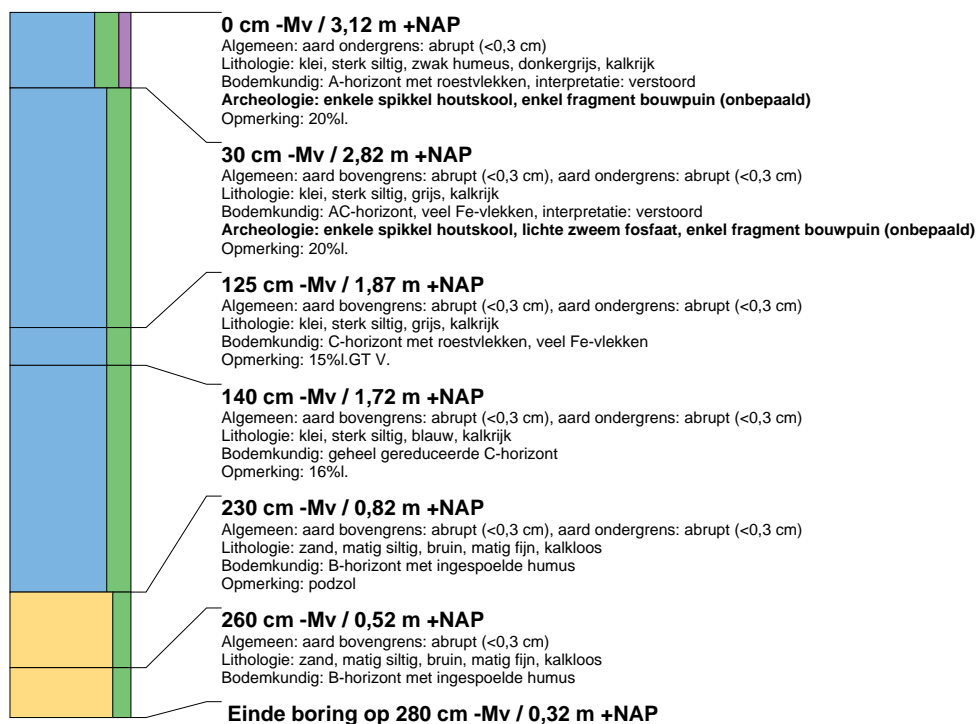 0 cm -Mv / 3,12 m +NAP
Algemeen: aard ondergrens: abrupt (<0,3 cm)
Lithologie: klei, sterk siltig, zwak humeus, donkergrijs, kalkrijk
Bodemkundig: A-horizont met roestvlekken, interpretatie: verstoord
Archeologie: enkele spikkel houtskool, enkel fragment bouwpuin (onbepaald)
Opmerking: 20%l.
30 cm -Mv / 2,82 m +NAP
Algemeen: aard bovengrens: abrupt (<0,3 cm), aard ondergrens: abrupt (<0,3 cm)
Lithologie: klei, sterk siltig, grijs, kalkrijk
Bodemkundig: AC-horizont, veel Fe-vlekken, interpretatie: verstoord
Archeologie: enkele spikkel houtskool, lichte zweem fosfaat, enkel fragment bouwpuin (onbepaald)
Opmerking: 20%l.
125 cm -Mv / 1,87 m +NAP
Algemeen: aard bovengrens: abrupt (<0,3 cm), aard ondergrens: abrupt (<0,3 cm)
Lithologie: klei, sterk siltig, grijs, kalkrijk
Bodemkundig: C-horizont met roestvlekken, veel Fe-vlekken
Opmerking: 15%l.GT V.
140 cm -Mv / 1,72 m +NAP
Algemeen: aard bovengrens: abrupt (<0,3 cm), aard ondergrens: abrupt (<0,3 cm)
Lithologie: klei, sterk siltig, blauw, kalkrijk
Bodemkundig: geheel gereduceerde C-horizont
Opmerking: 16%l.
230 cm -Mv / 0,82 m +NAP
Algemeen: aard bovengrens: abrupt (<0,3 cm), aard ondergrens: abrupt (<0,3 cm)
Lithologie: zand, matig siltig, bruin, matig fijn, kalkloos
Bodemkundig: B-horizont met ingespoelde humus
Opmerking: podzol
260 cm -Mv / 0,52 m +NAP
Algemeen: aard bovengrens: abrupt (<0,3 cm)
Lithologie: zand, matig siltig, bruin, matig fijn, kalkloos
Bodemkundig: B-horizont met ingespoelde humus
Einde boring op 280 cm -Mv / 0,32 m +NAP